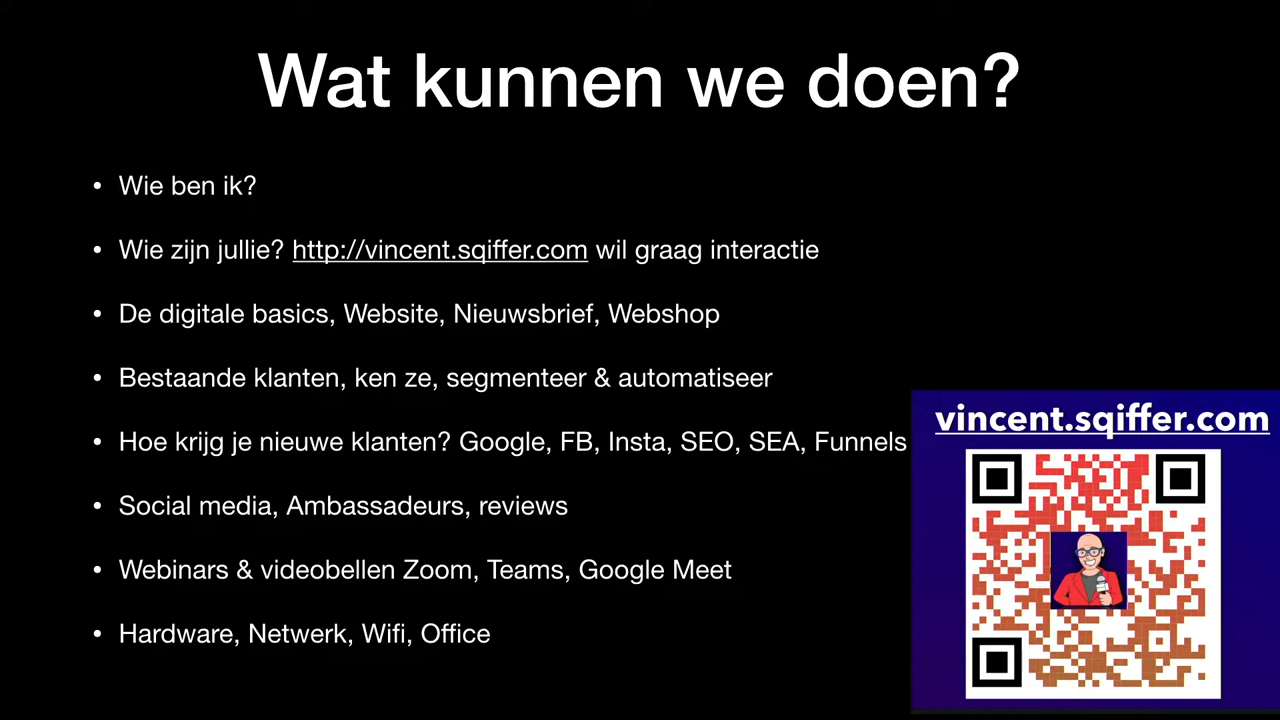 Wat kunnen we doen?
• Wie ben ik?
• Wie zijn jullie? http://vincent.sqiffer.com wil graag interactie
• De digitale basics, Website, Nieuwsbrief, Webshop
• Bestaande klanten, ken ze, segmenteer & automatiseer
• Hoe krijg je nieuwe klanten? Google, FB, Insta, SEO, SEA, Funnels
• Social media, Ambassadeurs, reviews
• Webinars & videobellen Zoom, Teams, Google Meet
• Hardware, Netwerk, Wifi, Office
vincent.sqiffer.com